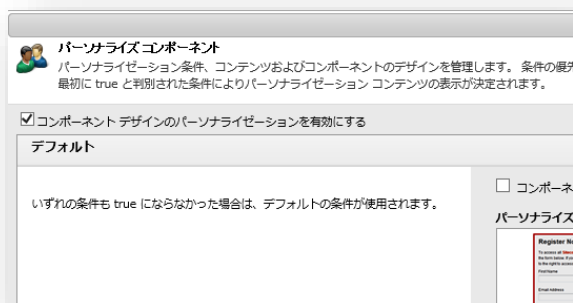 パーソナライズ コンポーネント
パーソナライゼーション条件、コンテンツおよびコンポーネントのデザインを管理します。 条件の優先
最初に true と判別された条件によりパーソナライゼーション コンテンツの表示が決定されます。
コンポーネント デザインのパーソナライゼーションを有効にする
デフォルト
いずれの条件も true にならなかった場合は、デフォルトの条件が使用されます。
コンポーネ
パーソナライズ
Register No
First Name
Email Address